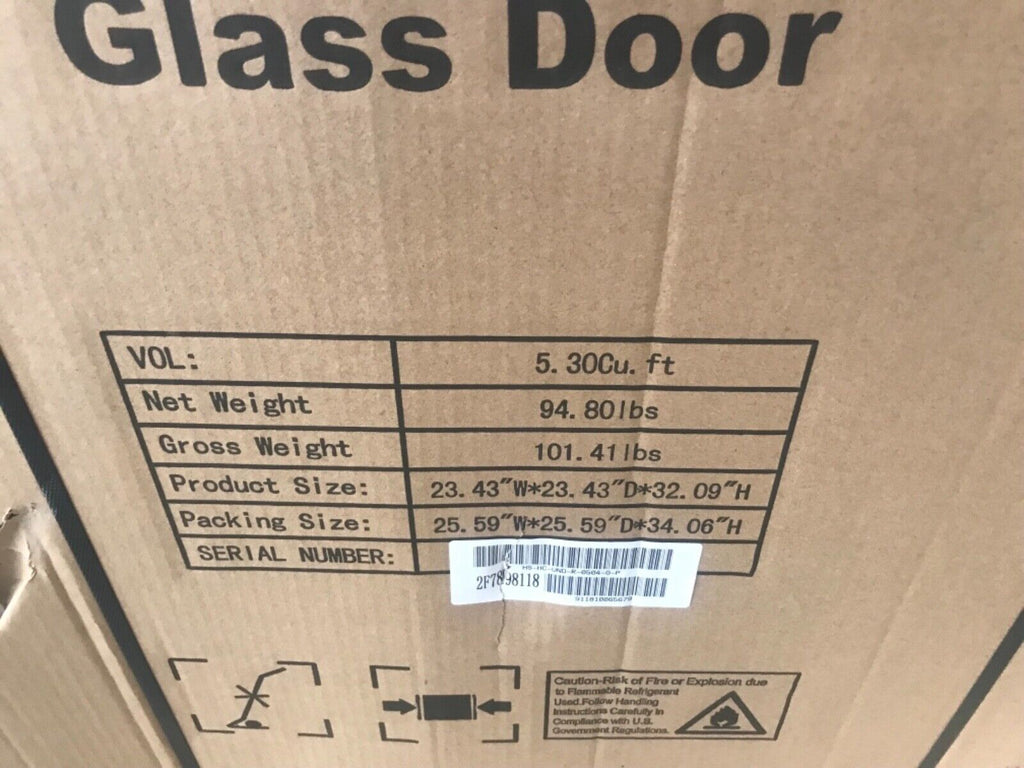 Glass Door
VOL: 5.30Cu. ft
Net Weight 94.80lbs
Gross Weight 101.41lbs
Product Size: 23.43"W*23.43"D*32.09"H
Packing Size: 25.59"W*25.59"D*34.06"H
SERIAL NUMBER:
Caution-Risk of Fire or Explosion due
to Flammable Refrigerant
Used.Follow Handling
Instructions Carefully in
Compliance with U.S.
Government Regulations.